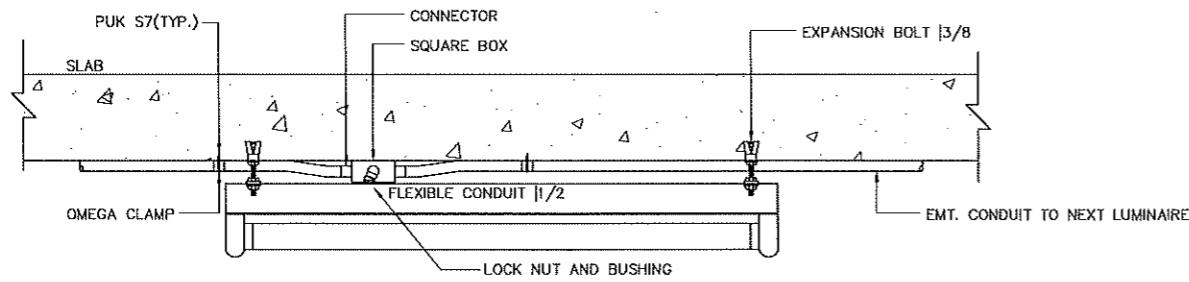 PUK S7(TYP.)
CONNECTOR
SQUARE BOX
EXPANSION BOLT |3/8
SLAB
FLEXIBLE CONDUIT |1/2
OMEGA CLAMP
EMT. CONDUIT TO NEXT LUMINAIRE
LOCK NUT AND BUSHING